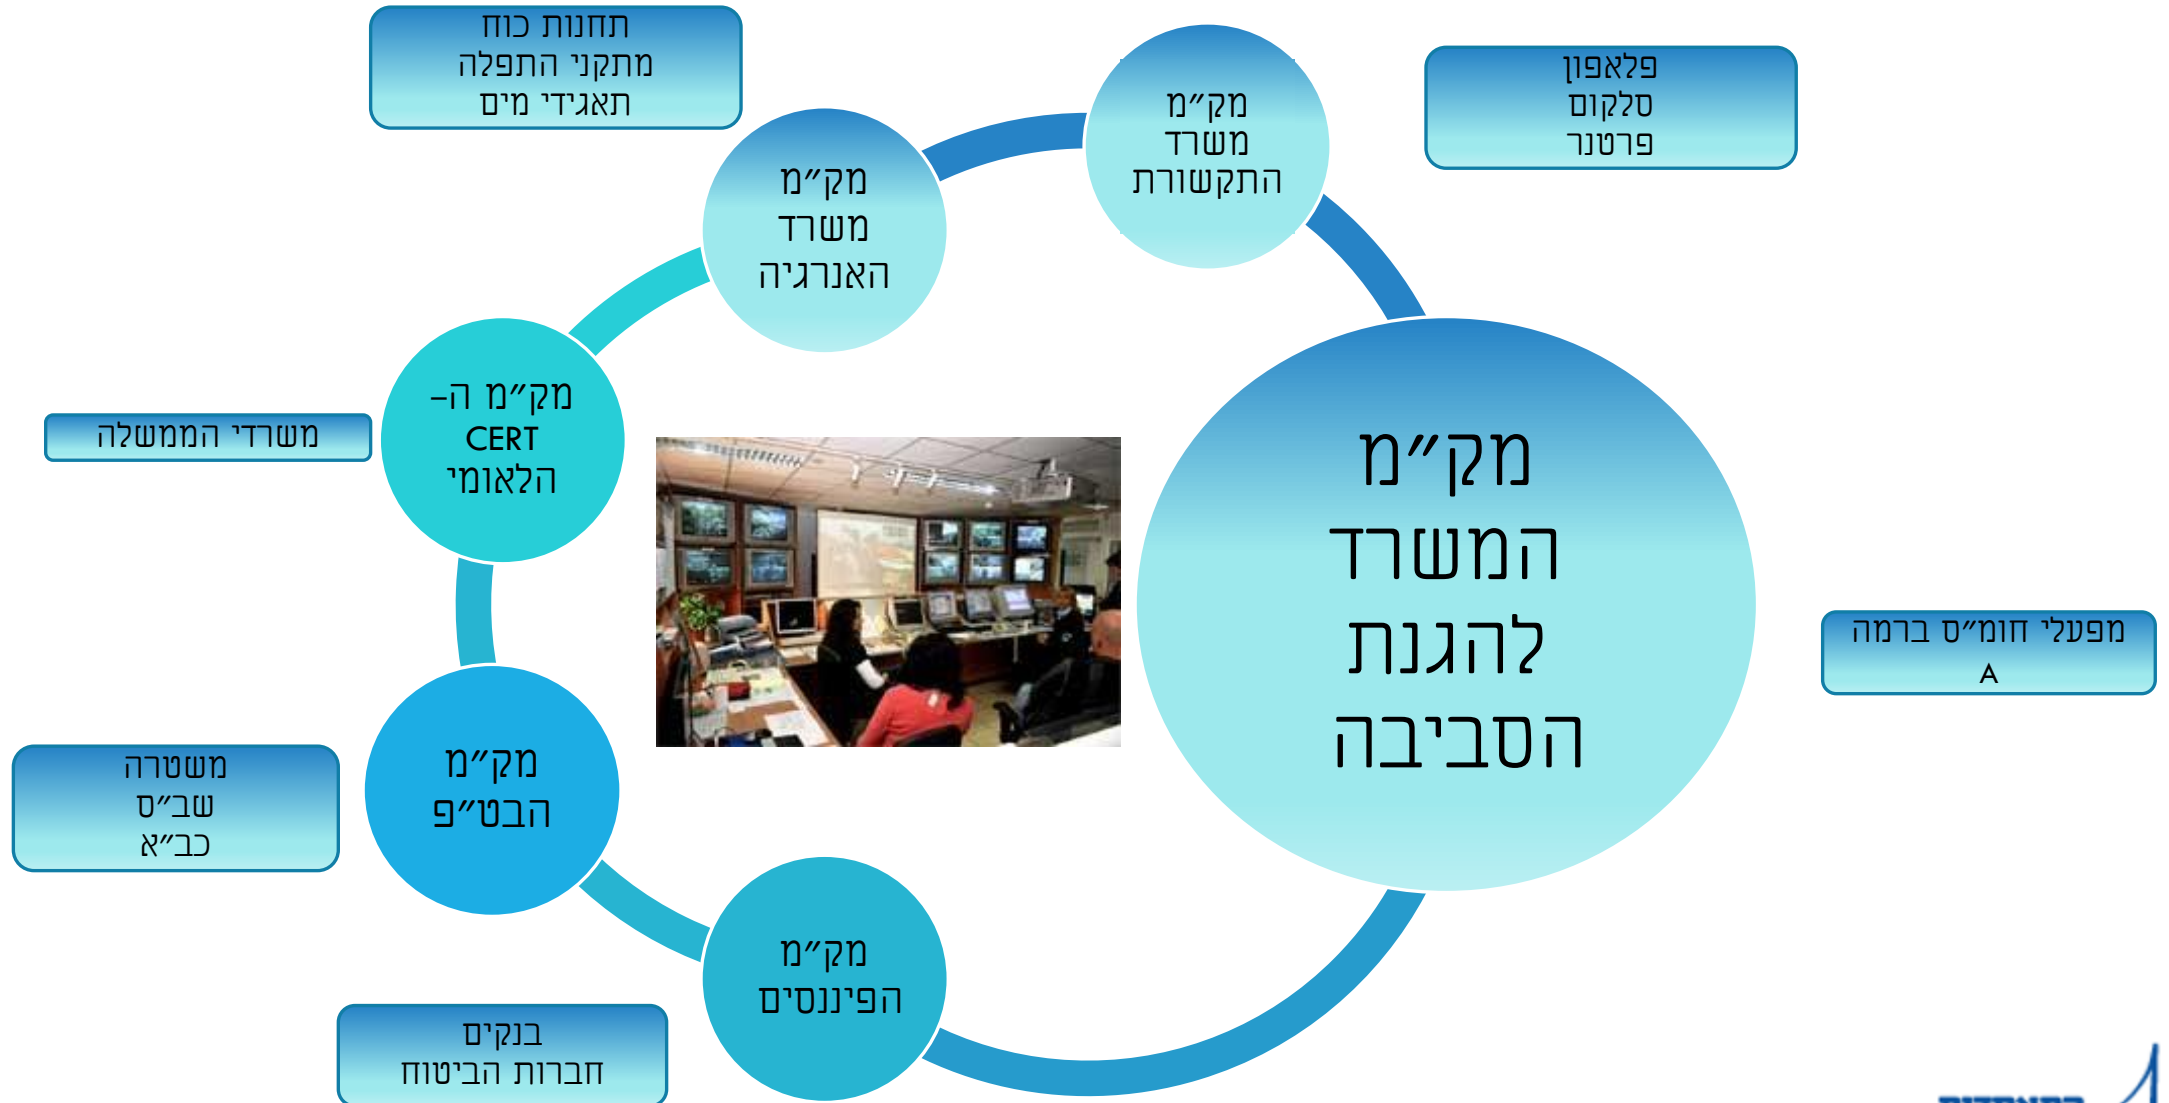 תחנות כוח
מתקני התפלה
תאגידי מים
פלאפון
סלקום
פרטנר
מק״מ
משרד
התקשורת
מק״מ
משרד
האנרגיה
מק״מ ה–
CERT
הלאומי
משרדי הממשלה
מק״מ
המשרד
להגנת
הסביבה
מפעלי חומ״ס ברמה
A
מק״מ
הבט״פ
משטרה
שב״ס
כב״א
מק״מ
הפיננסים
בנקים
חברות הביטוח